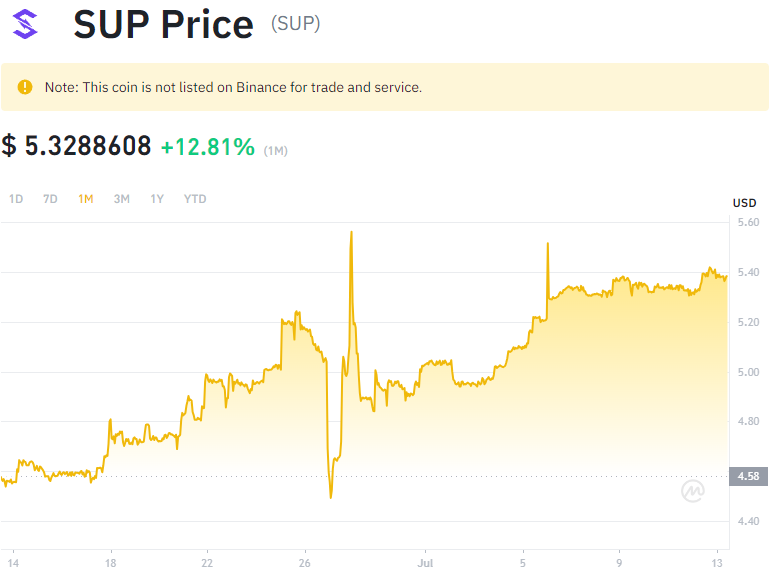 SUP Price (SUP)
Note: This coin is not listed on Binance for trade and service.
$ 5.3288608 +12.81% (1M)
1D 7D 1M 3M 1Y YTD
USD
5.60
5.40
5.20
5.00
4.80
4.58
4.40
14 18 22 26 Jul 5 9 13